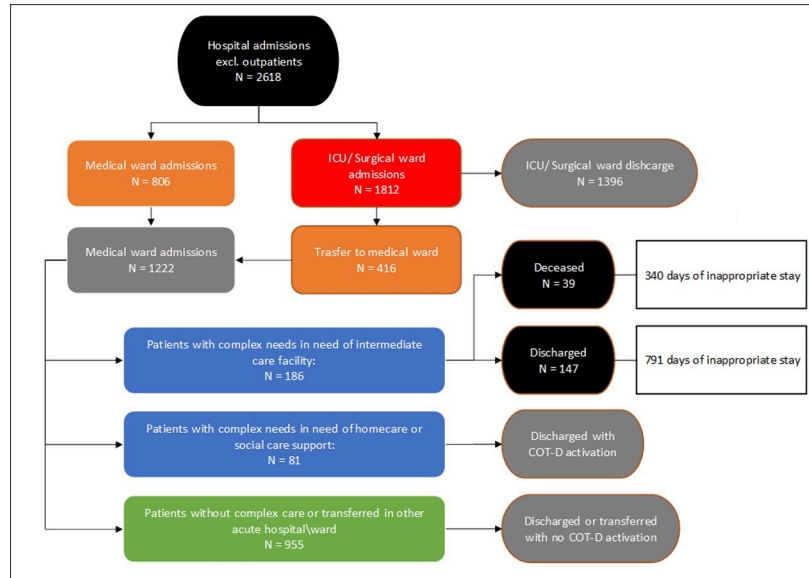 Hospital admissions
excl. outpatients
N = 2618
Medical ward admissions
N = 806
ICU/ Surgical ward
admissions
N = 1812
ICU/ Surgical ward dishcarge
N = 1396
Medical ward admissions
N = 1222
Trasfer to medical ward
N = 416
Deceased
N = 39
340 days of inappropriate stay
Patients with complex needs in need of intermediate
care facility:
N = 186
Discharged
N = 147
791 days of inappropriate stay
Patients with complex needs in need of homecare or
social care support:
N = 81
Discharged with
COT-D activation
Patients without complex care or transferred in other
acute hospital\ward
N = 955
Discharged or transferred
with no COT-D activation